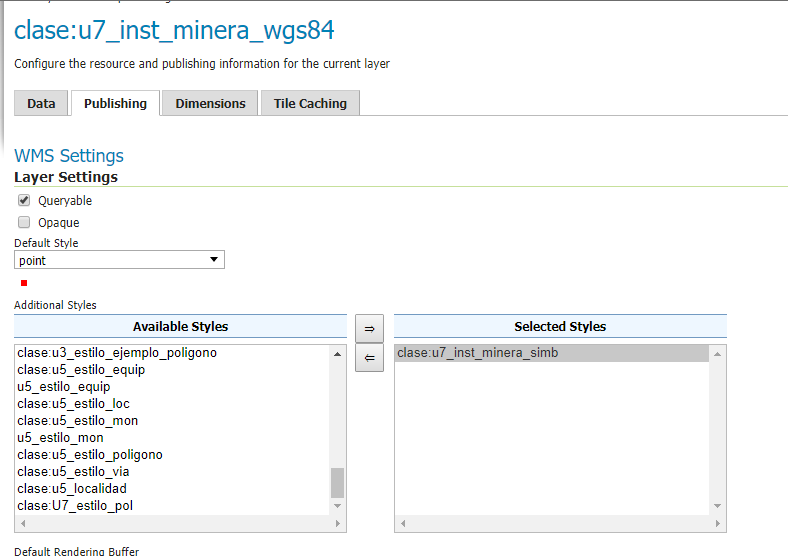 clase:u7_inst_minera_wgs84
Configure the resource and publishing information for the current layer
Data Publishing Dimensions Tile Caching
WMS Settings
Layer Settings
Queryable
Opaque
Default Style
point
Additional Styles
Available Styles
⇒
Selected Styles
clase:u3_estilo_ejemplo_poligono
clase:u5_estilo_equip
u5_estilo_equip
clase:u5_estilo_loc
clase:u5_estilo_mon
u5_estilo_mon
clase:u5_estilo_poligono
clase:u5_estilo_via
clase:u5_localidad
clase:U7_estilo_pol
⇐
clase:u7_inst_minera_simb
Default Rendering Buffer